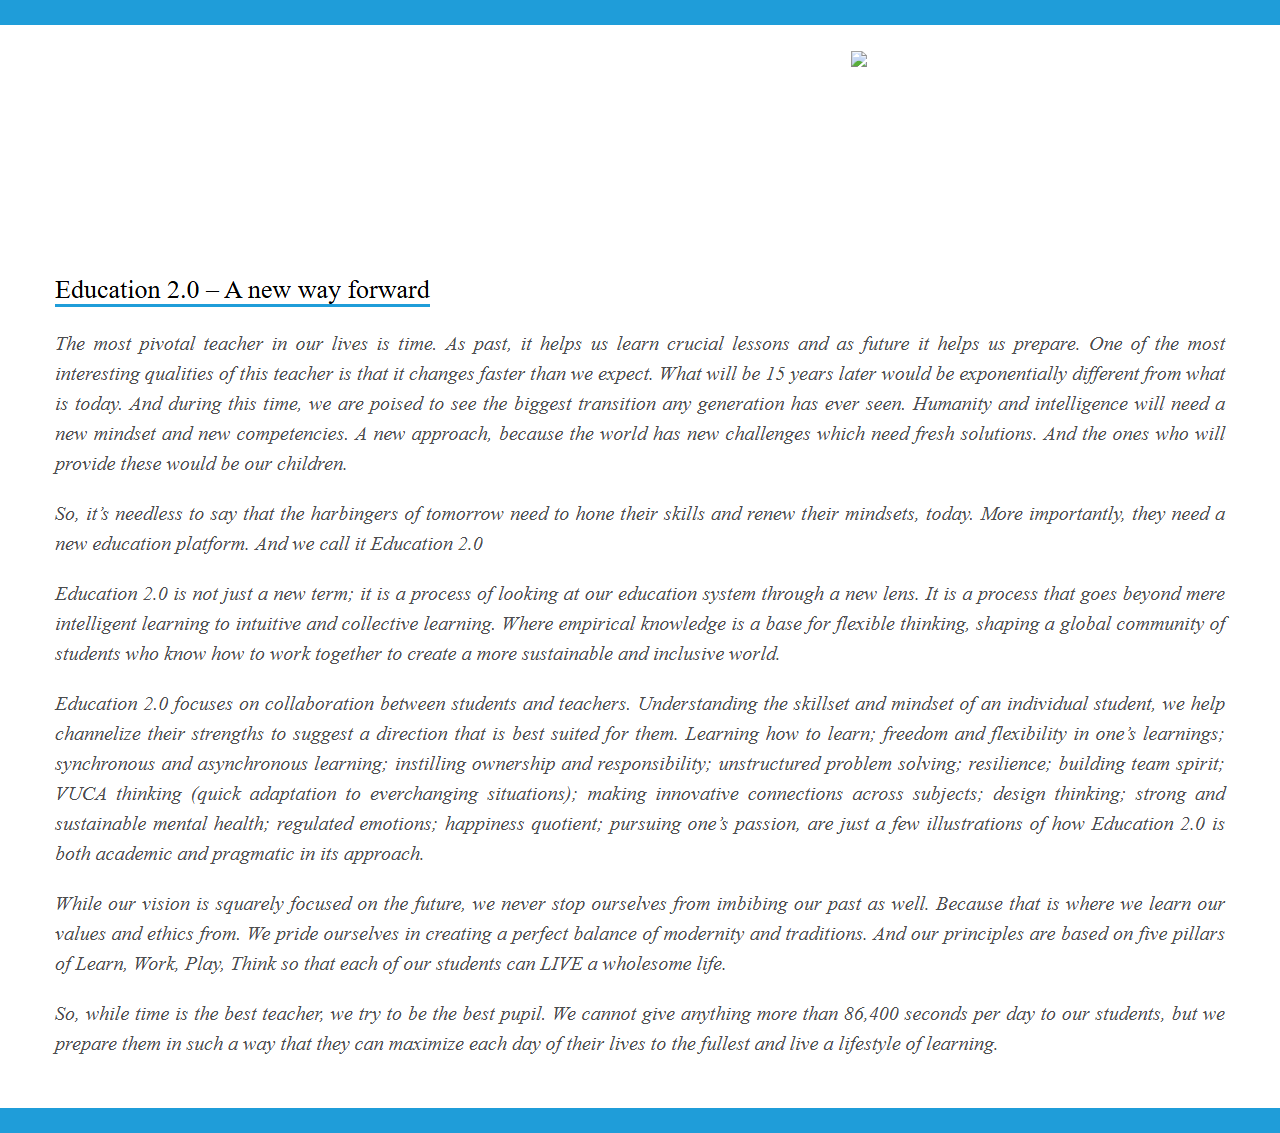 Education 2.0 – A new way forward
The most pivotal teacher in our lives is time. As past, it helps us learn crucial lessons and as future it helps us prepare. One of the most
interesting qualities of this teacher is that it changes faster than we expect. What will be 15 years later would be exponentially different from what
is today. And during this time, we are poised to see the biggest transition any generation has ever seen. Humanity and intelligence will need a
new mindset and new competencies. A new approach, because the world has new challenges which need fresh solutions. And the ones who will
provide these would be our children.
So, it’s needless to say that the harbingers of tomorrow need to hone their skills and renew their mindsets, today. More importantly, they need a
new education platform. And we call it Education 2.0
Education 2.0 is not just a new term; it is a process of looking at our education system through a new lens. It is a process that goes beyond mere
intelligent learning to intuitive and collective learning. Where empirical knowledge is a base for flexible thinking, shaping a global community of
students who know how to work together to create a more sustainable and inclusive world.
Education 2.0 focuses on collaboration between students and teachers. Understanding the skillset and mindset of an individual student, we help
channelize their strengths to suggest a direction that is best suited for them. Learning how to learn; freedom and flexibility in one’s learnings;
synchronous and asynchronous learning; instilling ownership and responsibility; unstructured problem solving; resilience; building team spirit;
VUCA thinking (quick adaptation to everchanging situations); making innovative connections across subjects; design thinking; strong and
sustainable mental health; regulated emotions; happiness quotient; pursuing one’s passion, are just a few illustrations of how Education 2.0 is
both academic and pragmatic in its approach.
While our vision is squarely focused on the future, we never stop ourselves from imbibing our past as well. Because that is where we learn our
values and ethics from. We pride ourselves in creating a perfect balance of modernity and traditions. And our principles are based on five pillars
of Learn, Work, Play, Think so that each of our students can LIVE a wholesome life.
So, while time is the best teacher, we try to be the best pupil. We cannot give anything more than 86,400 seconds per day to our students, but we
prepare them in such a way that they can maximize each day of their lives to the fullest and live a lifestyle of learning.